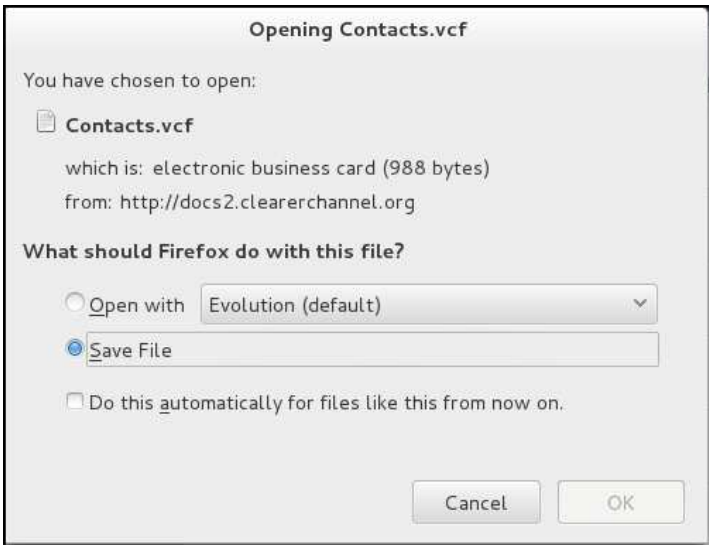 Opening Contacts.vcf
You have chosen to open:
Contacts.vcf
which is: electronic business card (988 bytes)
from: http://docs2.clearerchannel.org
What should Firefox do with this file?
Open with Evolution (default)
Save File
Do this automatically for files like this from now on.
Cancel OK